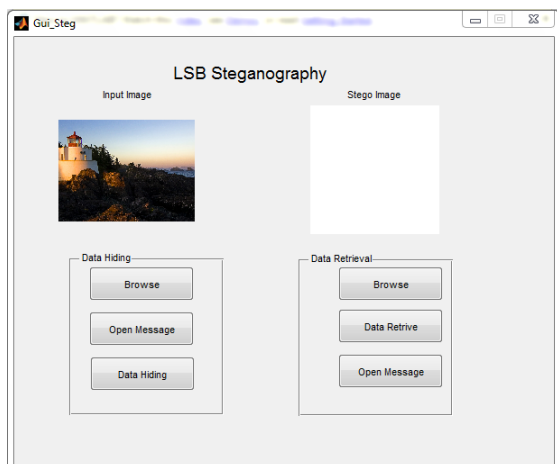 Gui_Steg
LSB Steganography
Input Image
Stego Image
Data Hiding
Browse
Open Message
Data Hiding
Data Retrieval
Browse
Data Retrive
Open Message